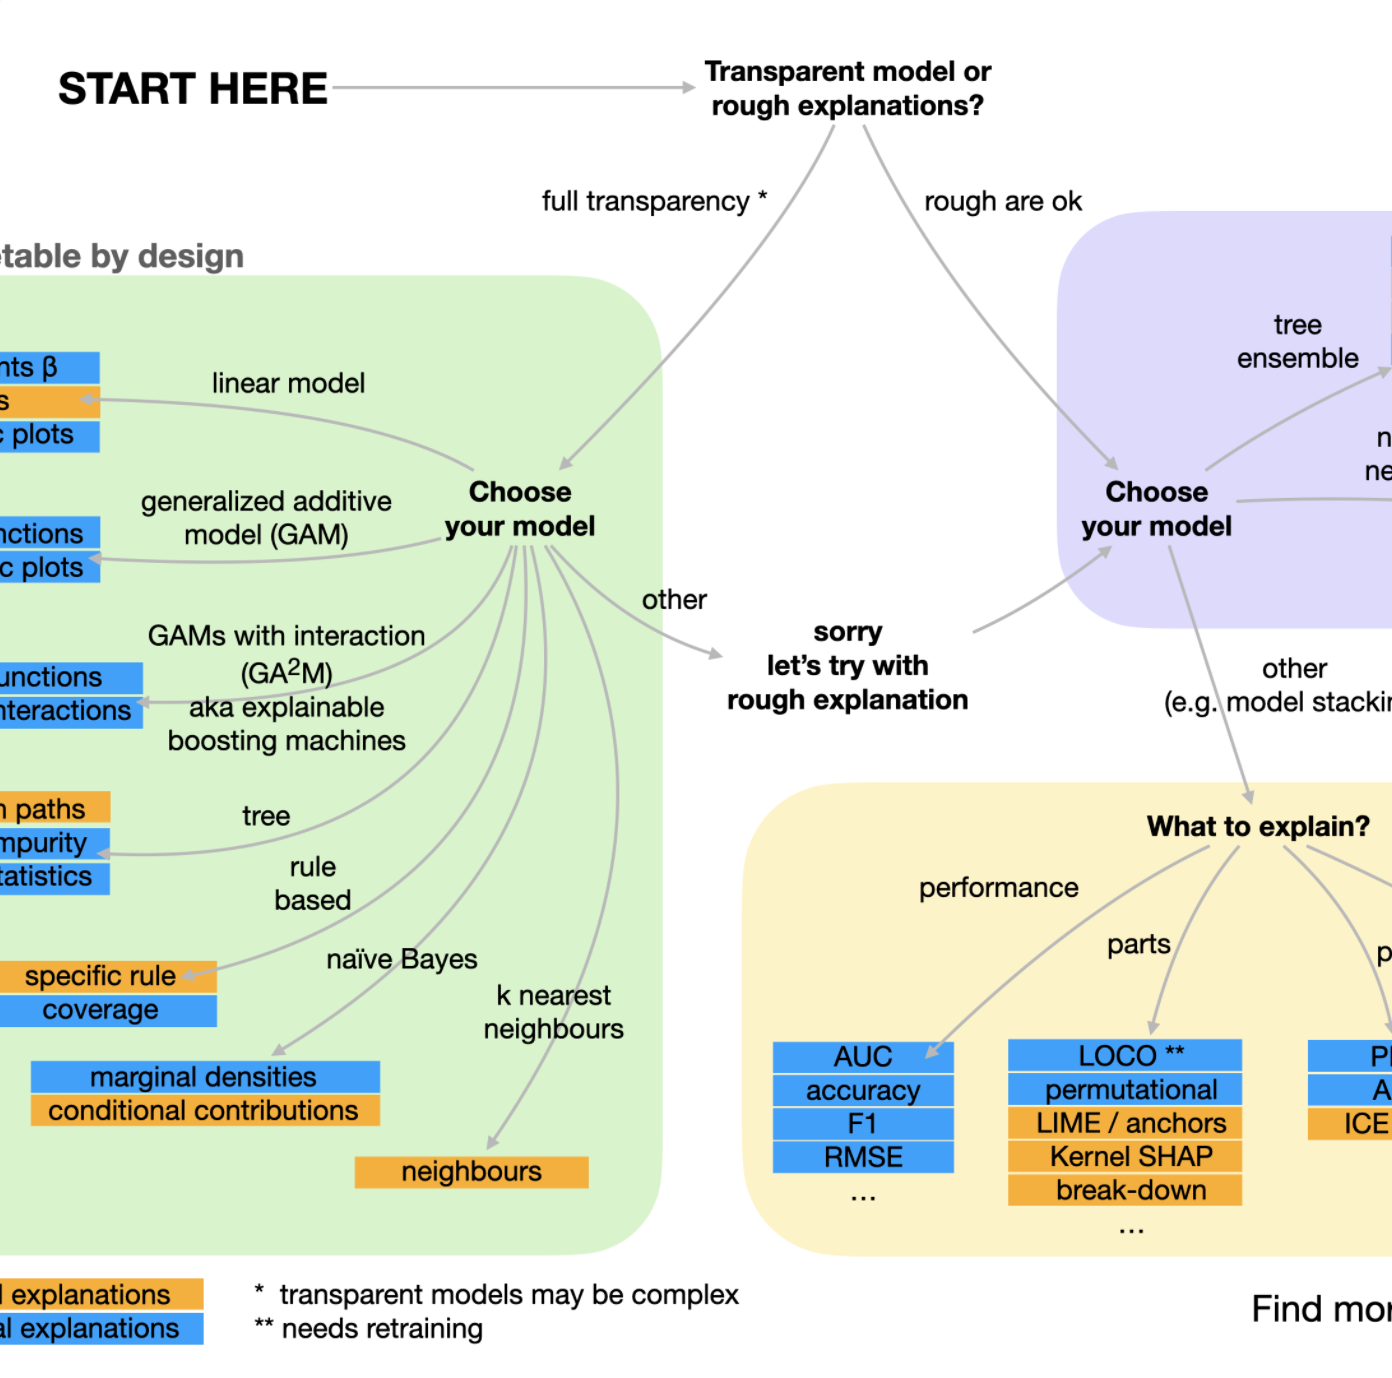 START HERE
Transparent model or
rough explanations?
full transparency *
rough are ok
etable by design
linear model
nts β
s
c plots
generalized additive
model (GAM)
nctions
c plots
GAMs with interaction
(GA²M)
aka explainable
boosting machines
unctions
nteractions
tree
n paths
mpurity
tatistics
rule
based
specific rule
coverage
naïve Bayes
marginal densities
conditional contributions
k nearest
neighbours
neighbours
Choose
your model
other
sorry
let's try with
rough explanation
Choose
your model
tree
ensemble
n
ne
other
(e.g. model stackin
What to explain?
performance
AUC
accuracy
F1
RMSE
...
parts
LOCO **
permutational
LIME / anchors
Kernel SHAP
break-down
...
p
P
A
ICE
l explanations
al explanations
* transparent models may be complex
** needs retraining
Find mor